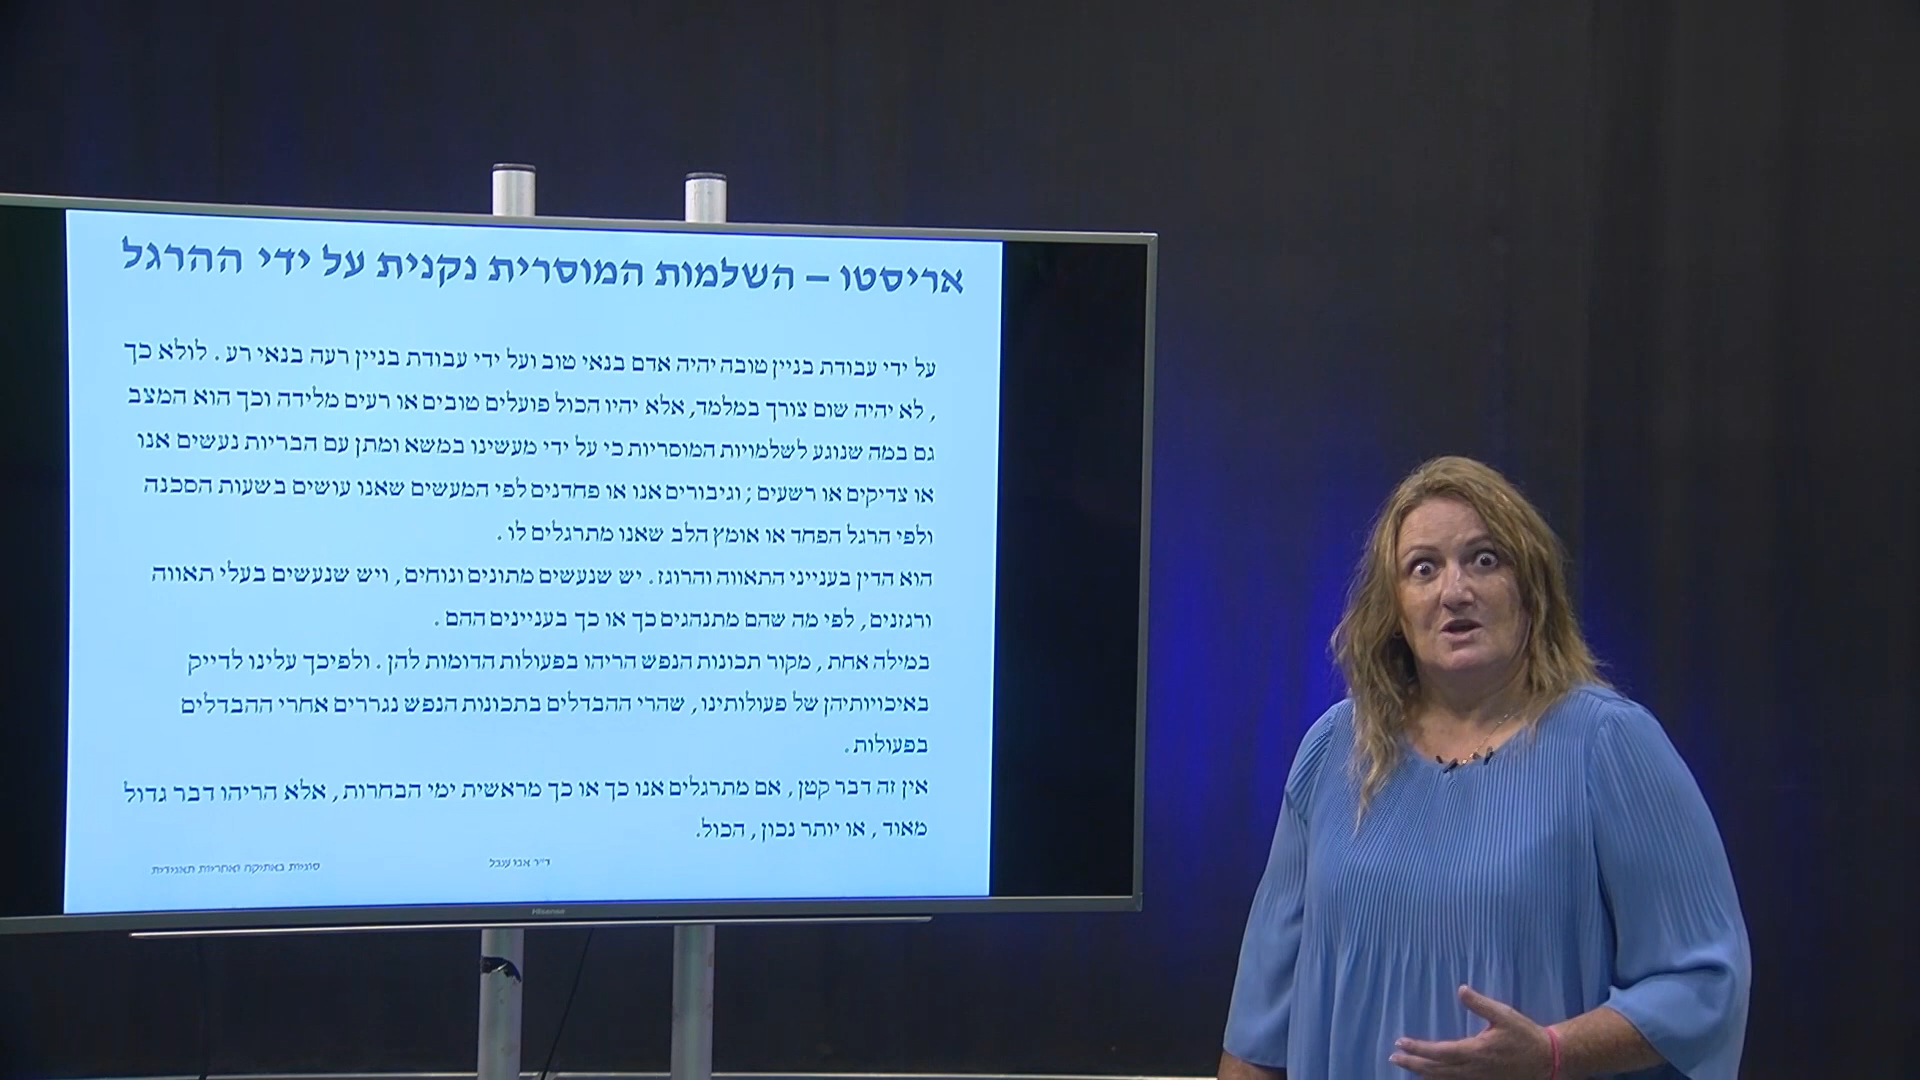 אריסטו – השלמות המוסרית נקנית על ידי ההרגל
על ידי עבודת בניין טובה יהיה אדם בנאי טוב ועל ידי עבודת בניין רעה בנאי רע . לולא כך
, לא יהיה שום צורך במלמד, אלא יהיו הכול פועלים טובים או רעים מלידה וכך הוא המצב
גם במה שנוגע לשלמויות המוסריות כי על ידי מעשינו במשא ומתן עם הבריות נעשים אנו
או צדיקים או רשעים ; וגיבורים אנו או פחדנים לפי המעשים שאנו עושים בשעות הסכנה
ולפי הרגל הפחד או אומץ הלב שאנו מתרגלים לו .
הוא הדין בענייני התאווה והרוגז. יש שנעשים מתונים ונוחים, ויש שנעשים בעלי תאווה
ורגזנים, לפי מה שהם מתנהגים כך או כך בעניינים ההם .
במילה אחת , מקור תכונות הנפש הריהו בפעולות הדומות להן . ולפיכך עלינו לדייק
באיכויותיהן של פעולותינו, שהרי ההבדלים בתכונות הנפש נגררים אחרי ההבדלים
בפעולות.
אין זה דבר קטן, אם מתרגלים אנו כך או כך מראשית ימי הבחרות, אלא הריהו דבר גדול
מאוד , או יותר נכון, הכול.
ד״ר אבי ענבל
סוגיות באתיקה ואחריות תאגידית
Hisense